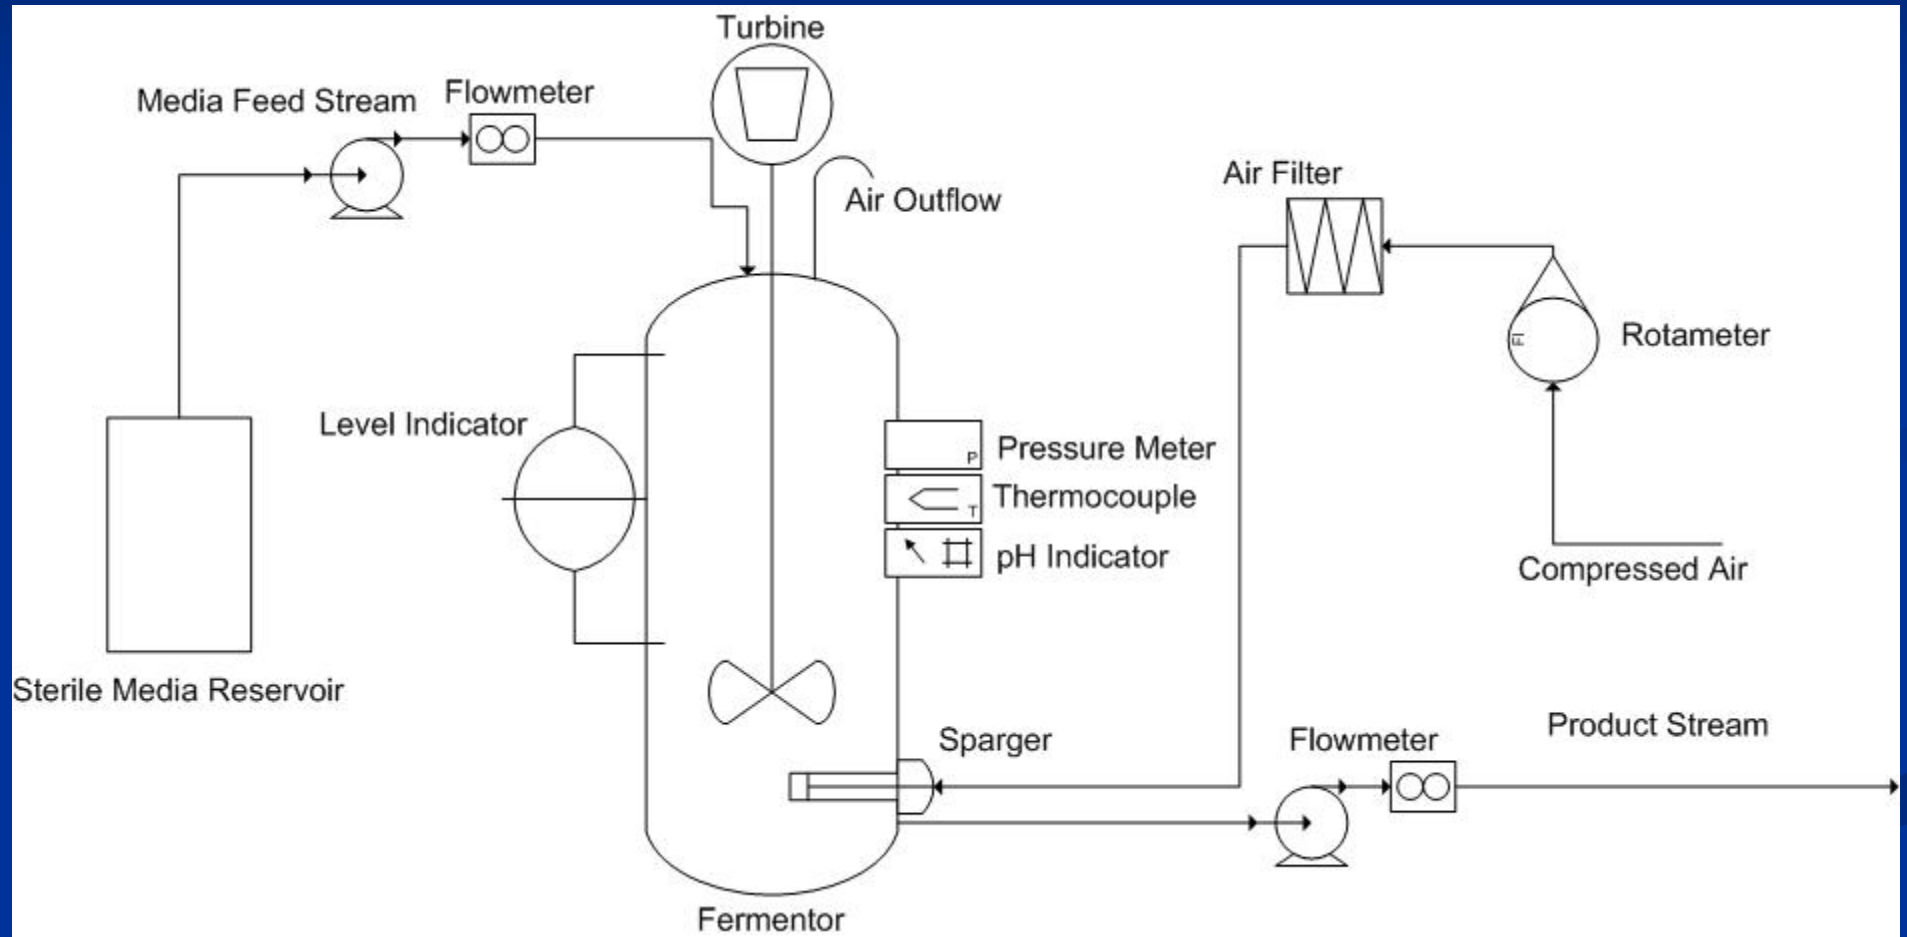 Turbine
Media Feed Stream
Flowmeter
Air Outflow
Air Filter
Rotameter
FI
Level Indicator
P
Pressure Meter
T
Thermocouple
pH Indicator
Compressed Air
Sterile Media Reservoir
Sparger
Flowmeter
Product Stream
Fermentor